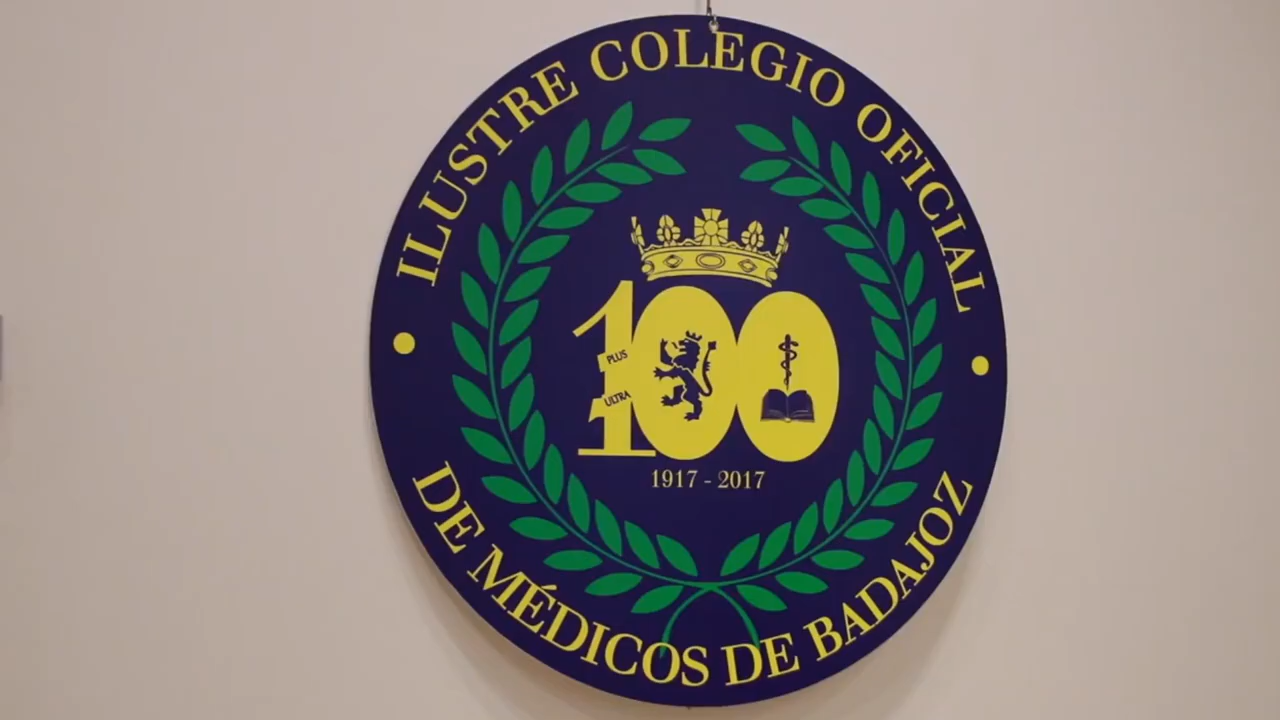 ILUSTRE COLEGIO OFICIAL
100
PLUS
ULTRA
1917 - 2017
DE MÉDICOS DE BADAJOZ